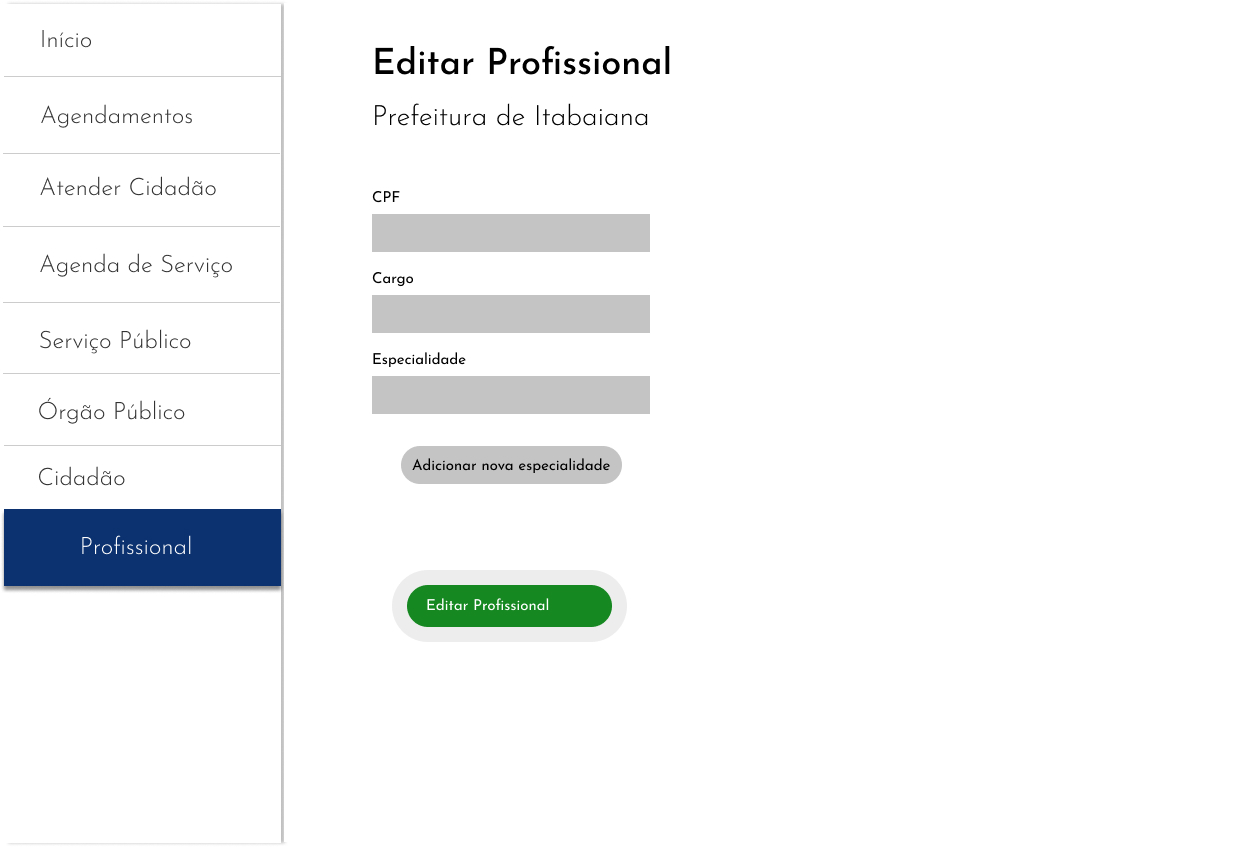 Início
Agendamentos
Atender Cidadão
Agenda de Serviço
Serviço Público
Órgão Público
Cidadão
Profissional
Editar Profissional
Prefeitura de Itabaiana
CPF
Cargo
Especialidade
Adicionar nova especialidade
Editar Profissional